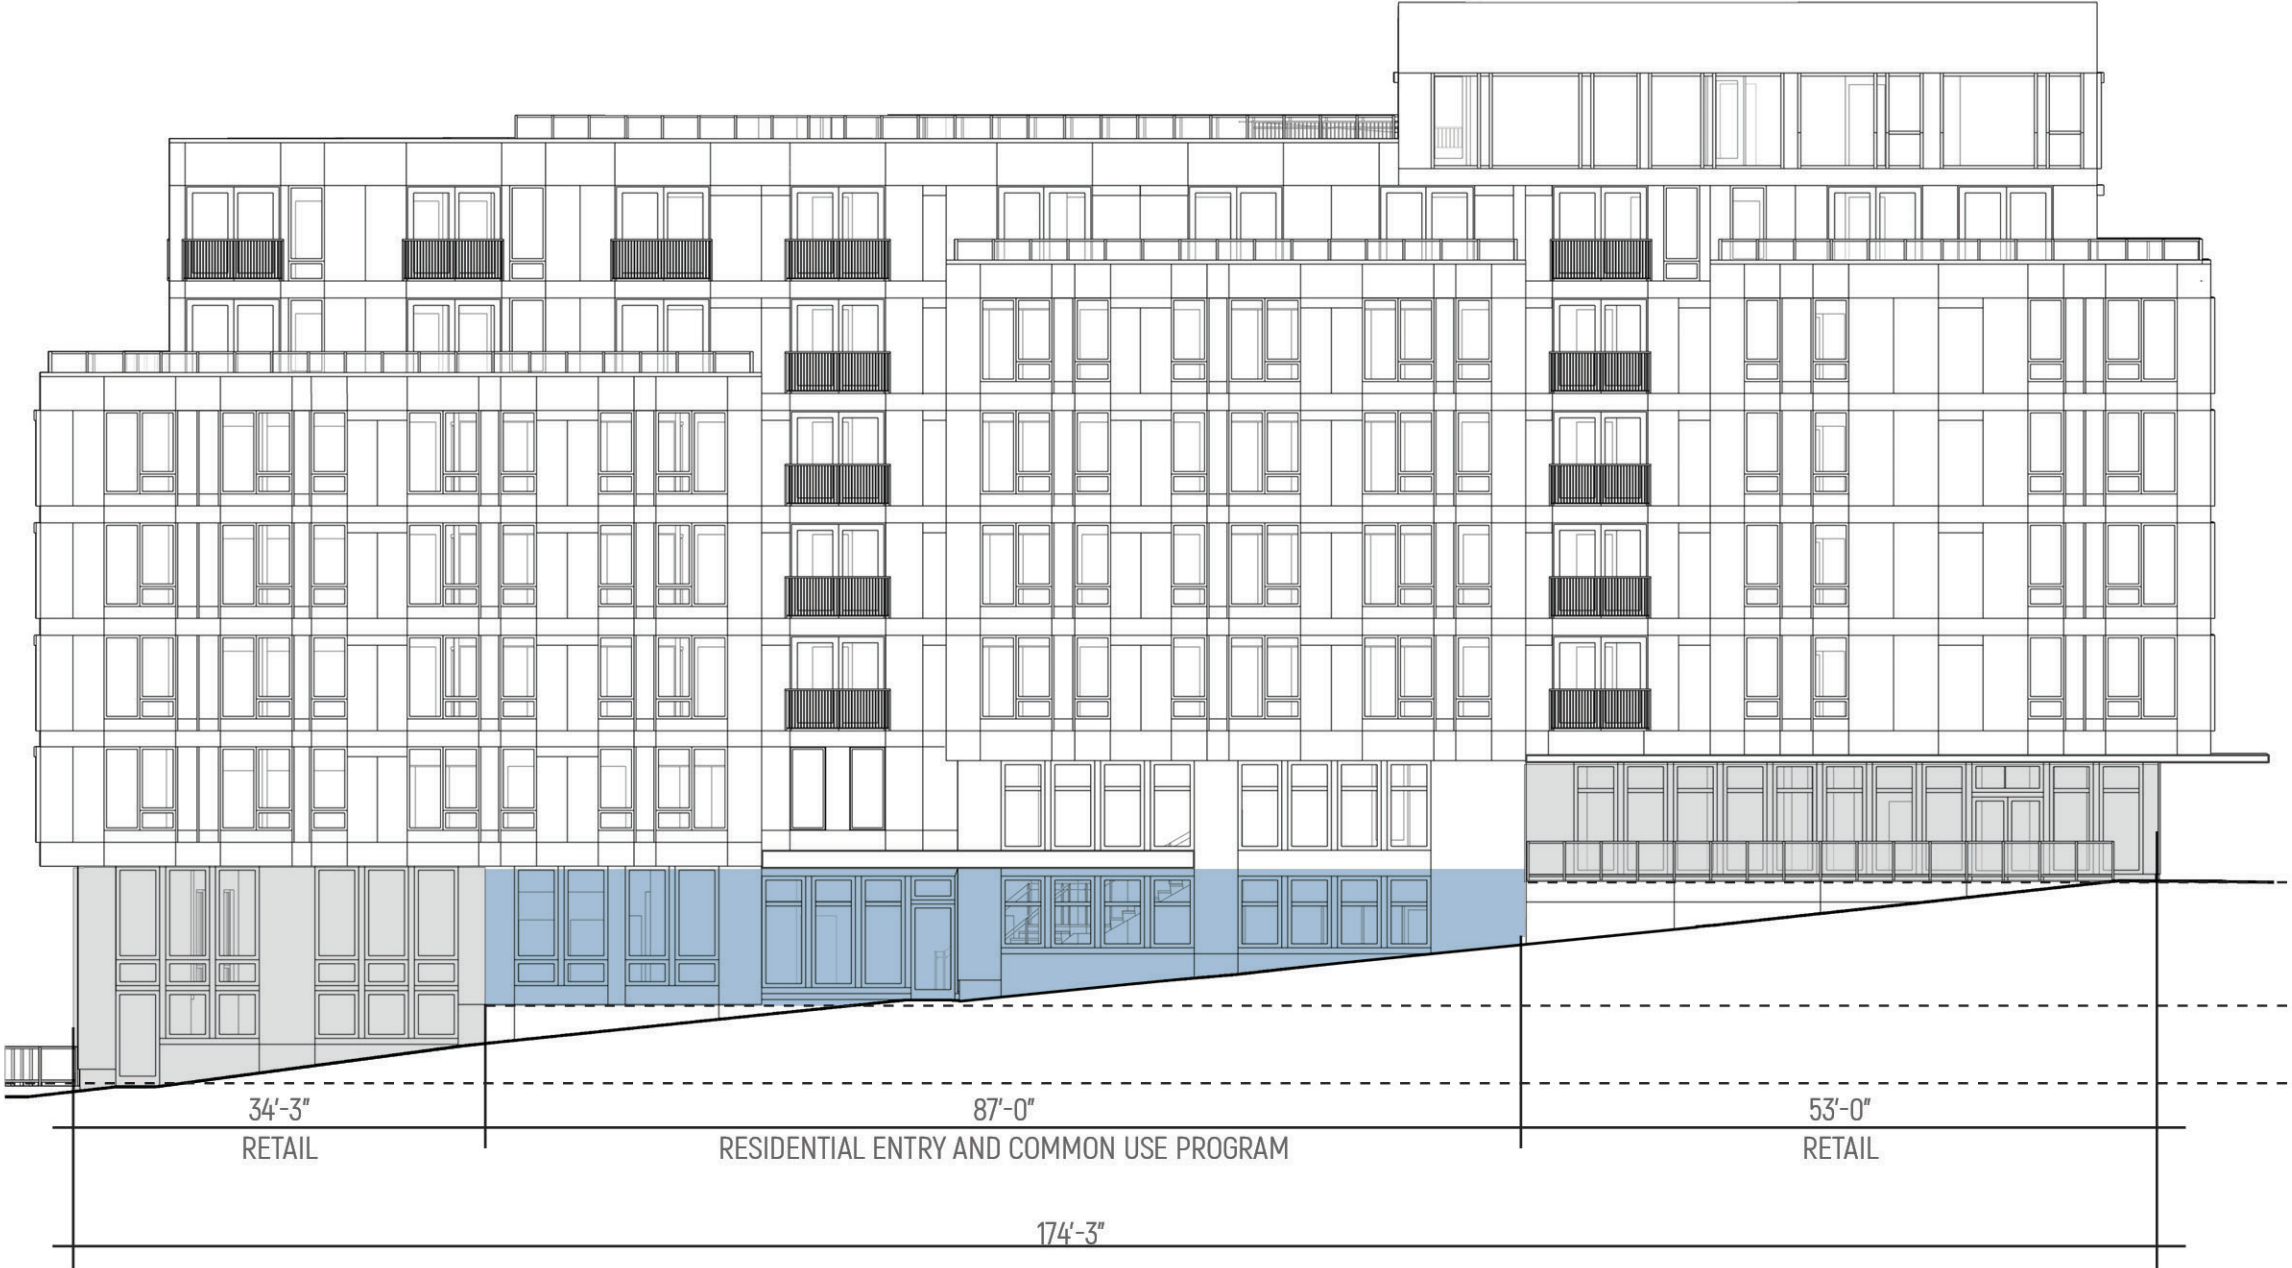 34'-3"
87'-0"
53'-0"
RETAIL
RESIDENTIAL ENTRY AND COMMON USE PROGRAM
RETAIL
174'-3"